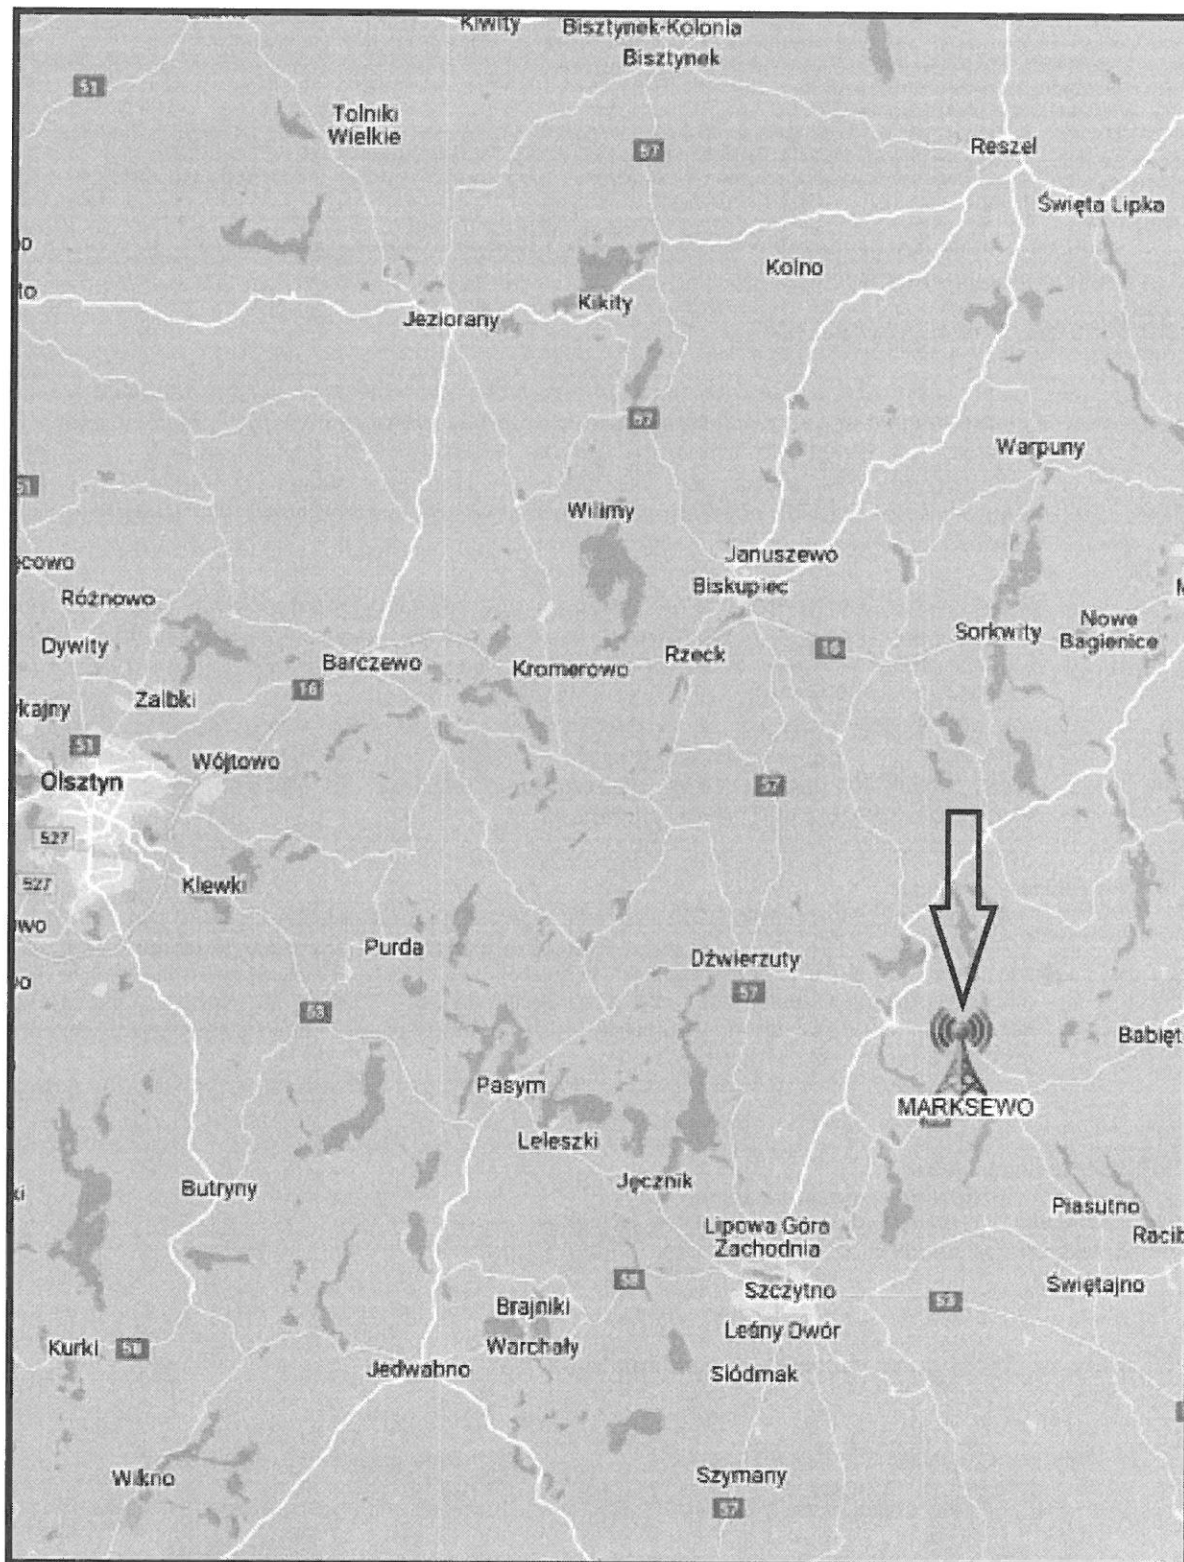 Kiwity
Bisztynek-Kolonia
Bisztynek
51
Tolniki
Wielkie
57
Reszel
Święta Lipka
Kolno
Kikity
Jeziorany
57
Warpuny
51
Wilimy
Januszewo
Biskupiec
Różnowo
Dywity
Barczewo
Kromerowo
Rzeck
16
Sorkwity
Nowe
Bagienice
16
Zalbki
51
Wójtowo
Olsztyn
57
527
527
Klewki
Purda
Dźwierzuty
57
53
Babięt
Pasym
MARKSEWO
Leleszki
Jęcznik
Butryny
Piasutno
Lipowa Góra
Zachodnia
Racib
58
Szczytno
53
Świętajno
Brajniki
Leśny Dwór
Kurki
58
Warchały
Jedwabno
Siódmak
Wikno
Szymany
57